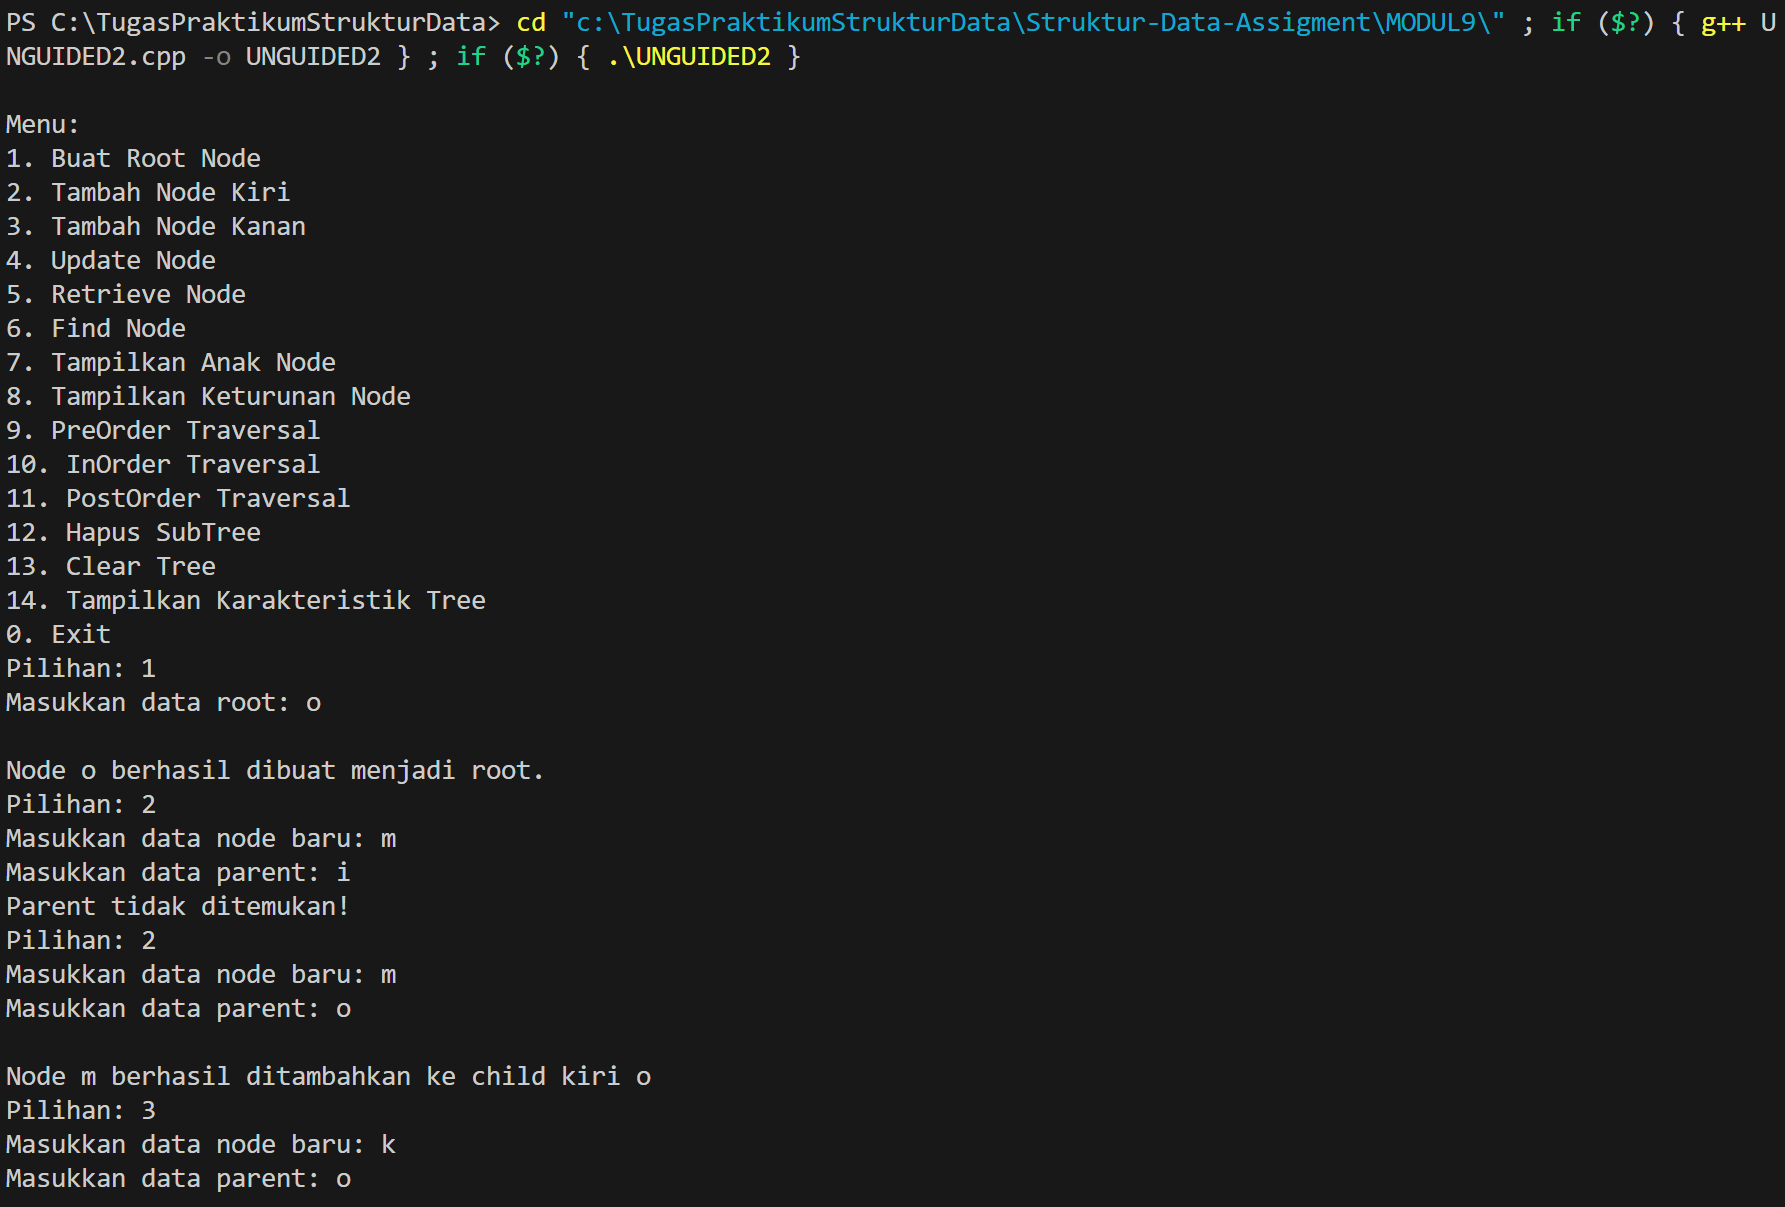 PS C:\TugasPraktikumStrukturData> cd "c:\TugasPraktikumStrukturData\Struktur-Data-Assigment\MODUL9\" ; if ($?) { g++ U
NGUIDED2.cpp -o UNGUIDED2 } ; if ($?) { .\UNGUIDED2 }
Menu:
1. Buat Root Node
2. Tambah Node Kiri
3. Tambah Node Kanan
4. Update Node
5. Retrieve Node
6. Find Node
7. Tampilkan Anak Node
8. Tampilkan Keturunan Node
9. PreOrder Traversal
10. InOrder Traversal
11. PostOrder Traversal
12. Hapus SubTree
13. Clear Tree
14. Tampilkan Karakteristik Tree
0. Exit
Pilihan: 1
Masukkan data root: o
Node o berhasil dibuat menjadi root.
Pilihan: 2
Masukkan data node baru: m
Masukkan data parent: i
Parent tidak ditemukan!
Pilihan: 2
Masukkan data node baru: m
Masukkan data parent: o
Node m berhasil ditambahkan ke child kiri o
Pilihan: 3
Masukkan data node baru: k
Masukkan data parent: o